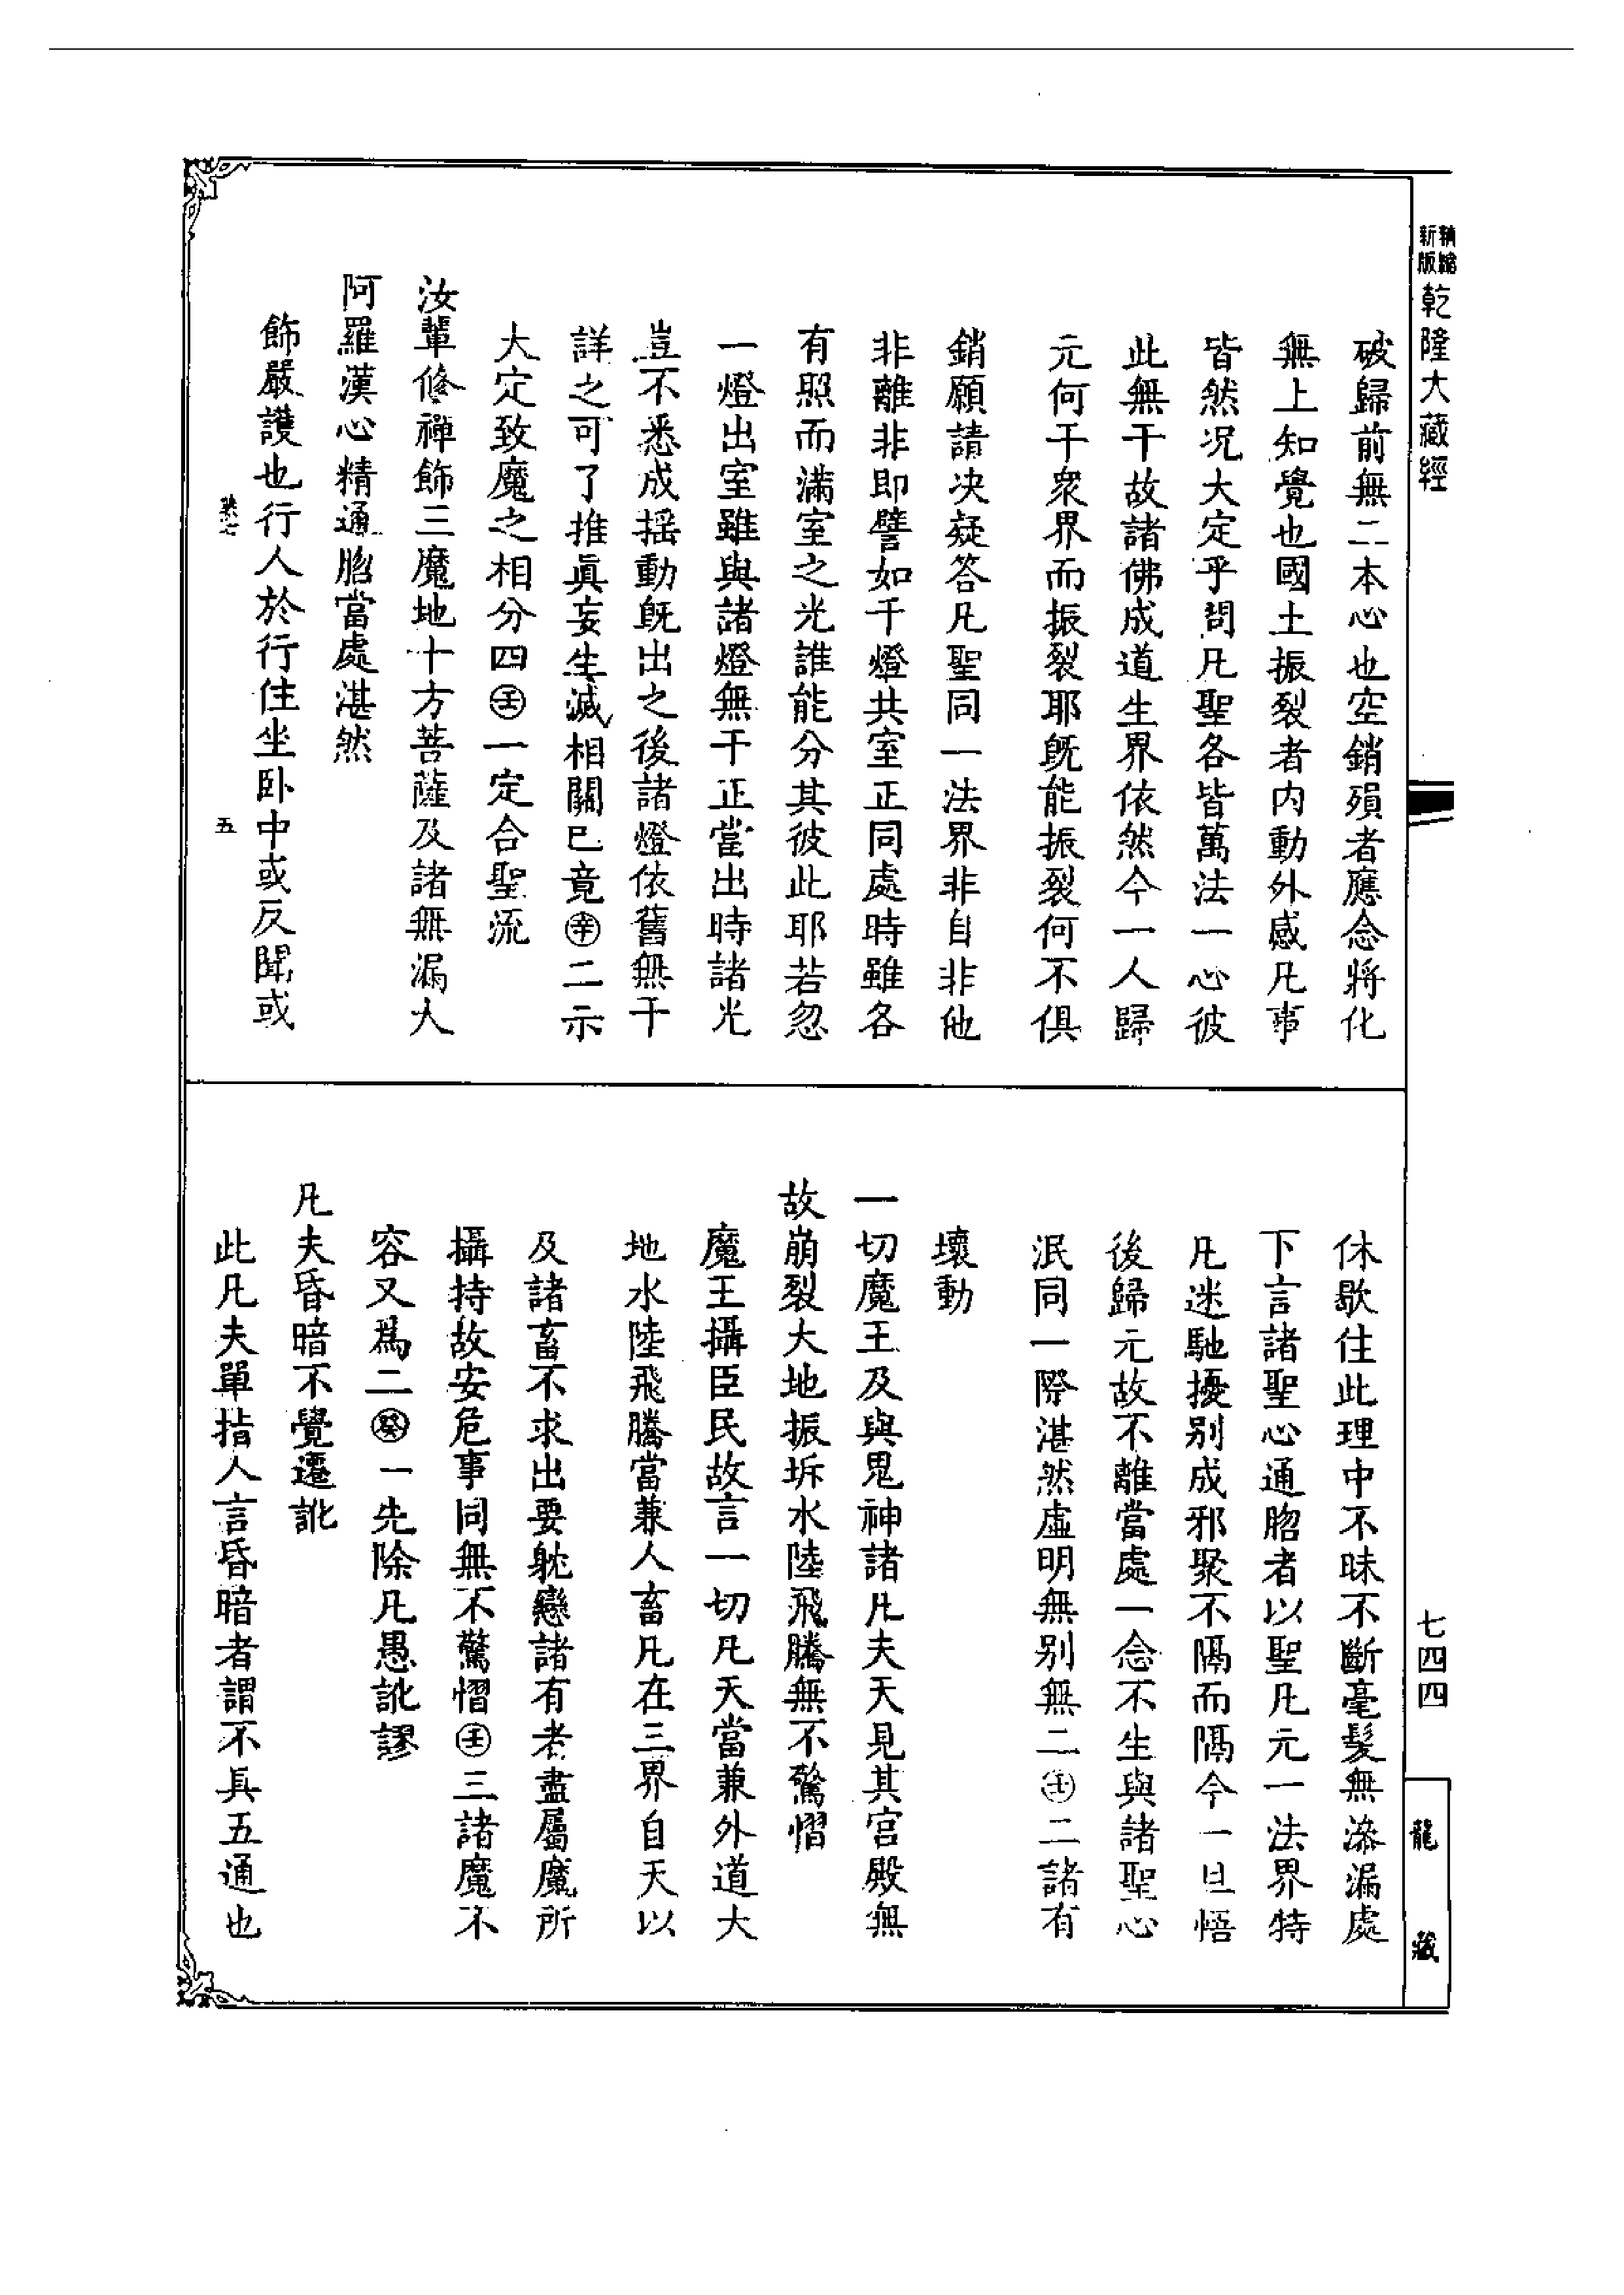 精縮新版乾隆大藏經
破歸前無二本心也空銷殞者應念將化
無上知覺也國土振裂者內動外感凡事
皆然况大定乎問凡聖各皆萬法一心彼
此無干故諸佛成道生界依然今一人歸
元何干衆界而振裂耶旣能振裂何不俱
銷願請决疑答凡聖同一法界非自非他
非離非即譬如千燈共室正同處時雖各
有照而滿室之光誰能分其彼此耶若忽
一燈出室雖與諸燈無干正當出時諸光
豈不悉成摇動旣出之後諸燈依舊無干
詳之可了推眞妄生滅相關已竟㊛二示
大定致魔之相分四㊤一定合聖流
汝輩修禪飾三魔地十方菩薩及諸無漏大
阿羅漢心精通㳷當處湛然
飾嚴護也行人於行住坐卧中或反聞或
五
休歇住此理中不昧不斷毫髮無滲漏處
下言諸聖心通㳷者以聖凡元一法界特
凡迷馳擾别成邪聚不隔而隔今一旦悟
後歸元故不離當處一念不生與諸聖心
泯同一際湛然虛明無别無二㊤二諸有
壞動
一切魔王及與鬼神諸凡夫天見其宫殿無
故崩裂大地振坼水陸飛騰無不驚慴
魔王攝臣民故言一切凡天當兼外道大
地水陸飛騰當兼人畜凡在三界自天以
及諸畜不求出要躭戀諸有者盡屬魔所
攝持故安危事同無不驚慴㊤三諸魔不
容又爲二㊌一先除凡愚訛謬
凡夫昏暗不覺遷訛
此凡夫單指人言昏暗者謂不具五通也
七四四
龍藏